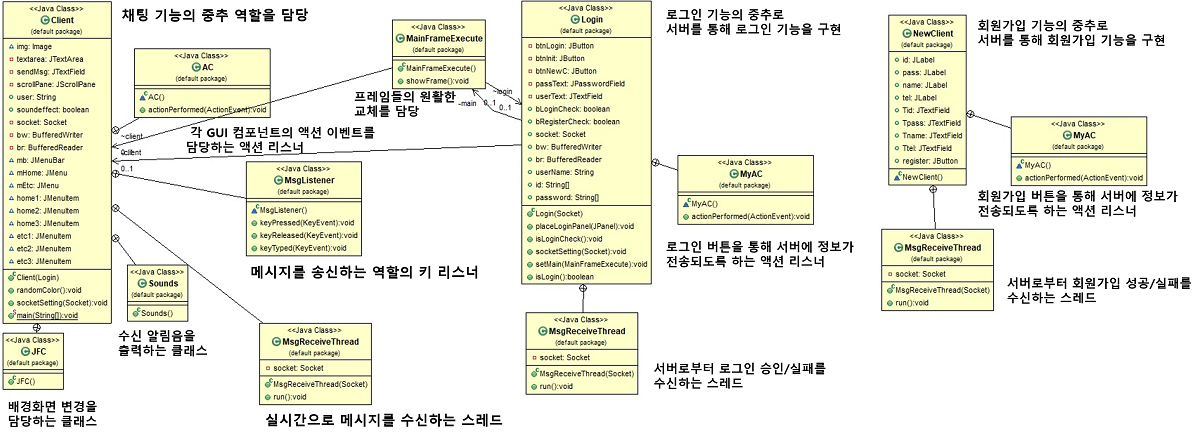 <<Java Class>>
Client
(default package)
img: Image
textarea: JTextArea
sendMsg: JTextField
scrollPane: JScrollPane
user: String
soundeffect: boolean
socket: Socket
bw: BufferedWriter
br: BufferedReader
mb: JMenuBar
mHome: JMenu
mEtc: JMenu
home1: JMenuItem
home2: JMenuItem
home3: JMenuItem
etc1: JMenuItem
etc2: JMenuItem
etc3: JMenuItem
Client(Login)
randomColor():void
socketSetting(Socket):void
main(String[]):void
채팅 기능의 중추 역할을 담당
<<Java Class>>
AC
(default package)
AC()
actionPerformed(ActionEvent):void
각 GUI 컴포넌트의 액션 이벤트를
담당하는 액션 리스너
<<Java Class>>
MainFrameExecute
(default package)
MainFrameExecute()
showFrame():void
프레임들의 원활한
교체를 담당
~login
0..1
~main
0..1
~client
0..1
<<Java Class>>
MsgListener
(default package)
MsgListener()
keyPressed(KeyEvent):void
keyReleased(KeyEvent):void
keyTyped(KeyEvent):void
메시지를 송신하는 역할의 키 리스너
<<Java Class>>
Sounds
(default package)
Sounds()
수신 알림음을
출력하는 클래스
<<Java Class>>
JFC
(default package)
JFC()
배경화면 변경을
담당하는 클래스
<<Java Class>>
MsgReceiveThread
(default package)
socket: Socket
MsgReceiveThread(Socket)
run():void
실시간으로 메시지를 수신하는 스레드
<<Java Class>>
Login
(default package)
btnLogin: JButton
btnInit: JButton
btnNewC: JButton
passText: JPasswordField
userText: JTextField
bLoginCheck: boolean
bRegisterCheck: boolean
socket: Socket
bw: BufferedWriter
br: BufferedReader
userName: String
id: String[]
password: String[]
Login(Socket)
placeLoginPanel(JPanel):void
isLoginCheck():void
socketSetting(Socket):void
setMain(MainFrameExecute):void
isLogin():boolean
로그인 기능의 중추로
서버를 통해 로그인 기능을 구현
<<Java Class>>
MyAC
(default package)
MyAC()
actionPerformed(ActionEvent):void
로그인 버튼을 통해 서버에 정보가
전송되도록 하는 액션 리스너
<<Java Class>>
MsgReceiveThread
(default package)
socket: Socket
MsgReceiveThread(Socket)
run():void
서버로부터 로그인 승인/실패를
수신하는 스레드
<<Java Class>>
NewClient
(default package)
id: JLabel
pass: JLabel
name: JLabel
tel: JLabel
Tid: JTextField
Tpass: JTextField
Tname: JTextField
Ttel: JTextField
register: JButton
NewClient()
회원가입 기능의 중추로
서버를 통해 회원가입 기능을 구현
<<Java Class>>
MyAC
(default package)
MyAC()
actionPerformed(ActionEvent):void
회원가입 버튼을 통해 서버에 정보가
전송되도록 하는 액션 리스너
<<Java Class>>
MsgReceiveThread
(default package)
socket: Socket
MsgReceiveThread(Socket)
run():void
서버로부터 회원가입 성공/실패를
수신하는 스레드